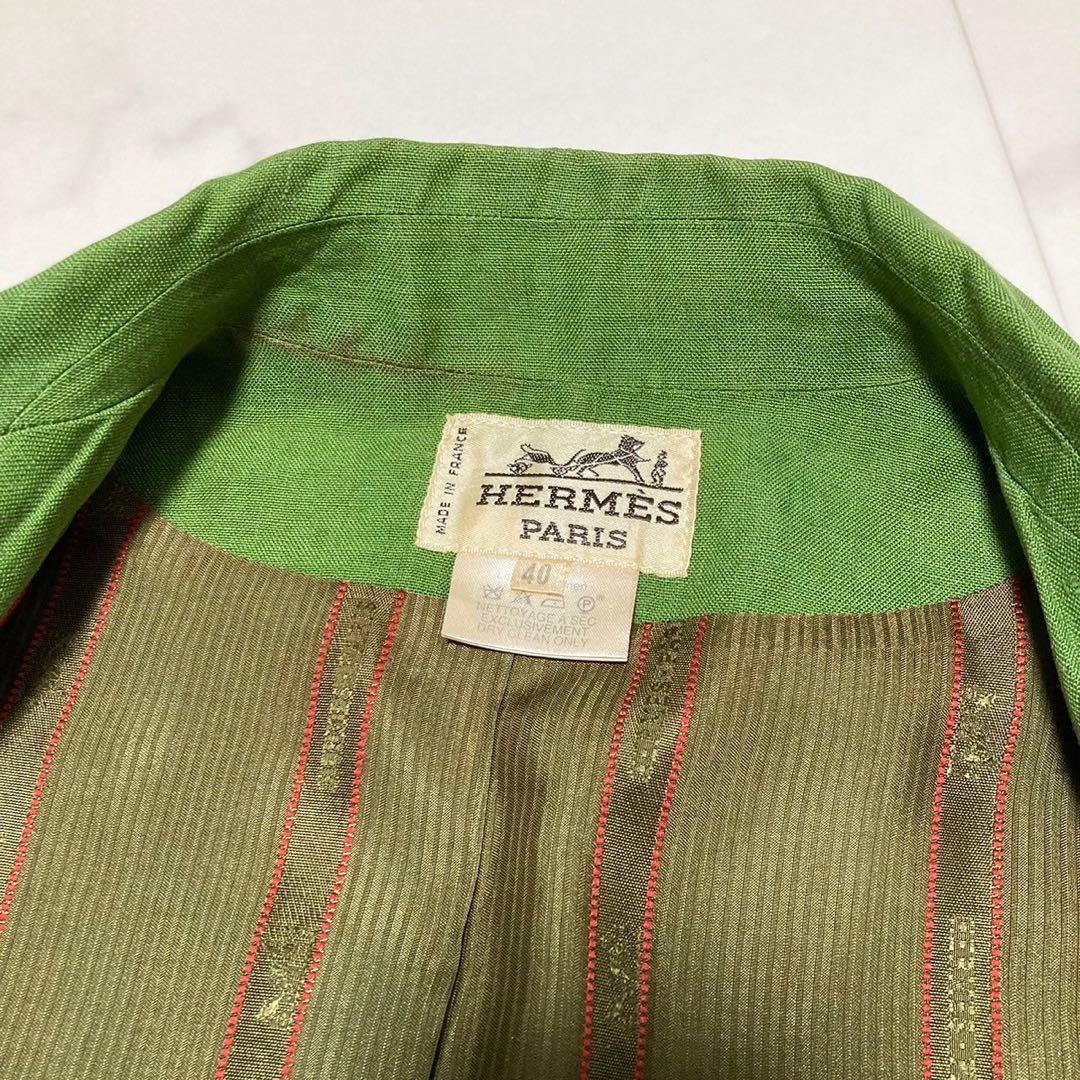 MADE IN FRANCE
HERMÈS
PARIS
40
P
NETTOYAGE A SEC
EXCLUSIVEMENT
DRY CLEAN ONLY